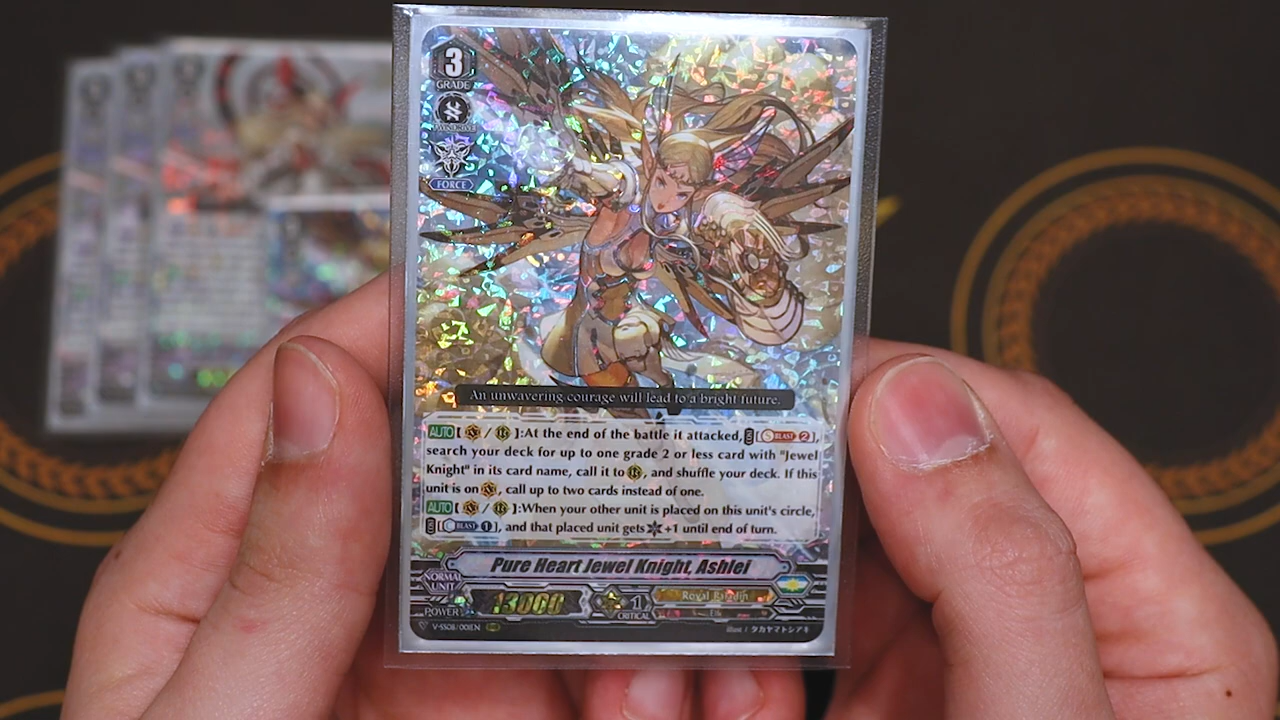 3
GRADE
TWINDRIVE
FORCE
An unwavering courage will lead to a bright future.
AUTO [ / ]:At the end of the battle it attacked, COST [S BLAST 2],
search your deck for up to one grade 2 or less card with "Jewel
Knight" in its card name, call it to R, and shuffle your deck. If this
unit is on V, call up to two cards instead of one.
AUTO [ / ]:When your other unit is placed on this unit's circle,
COST [C BLAST 1], and that placed unit gets +1 until end of turn.
Pure Heart Jewel Knight, Ashlei
NORMAL
UNIT
POWER 13000 1
CRITICAL
Royal Paladin
Elf
V-SS08/001EN RRR
illust / タカヤマトシアキ